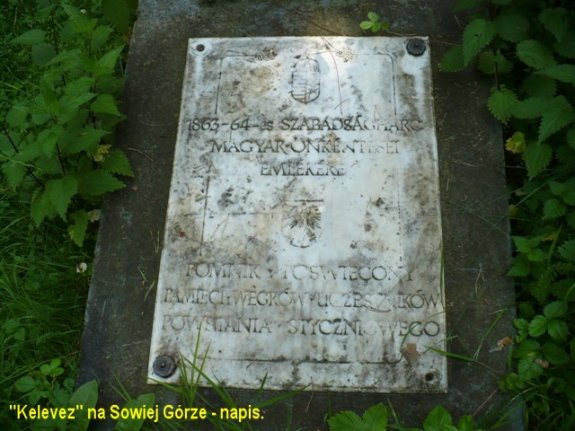 1863-64-es SZABADSÁGHARC
MAGYAR ÖNKÉNTESEI
EMLÉKÉRE
POMNIK POŚWIĘCONY
PAMIĘCI WĘGRÓW - UCZESTNIKÓW
POWSTANIA STYCZNIOWEGO
"Kelevez" na Sowiej Górze - napis.